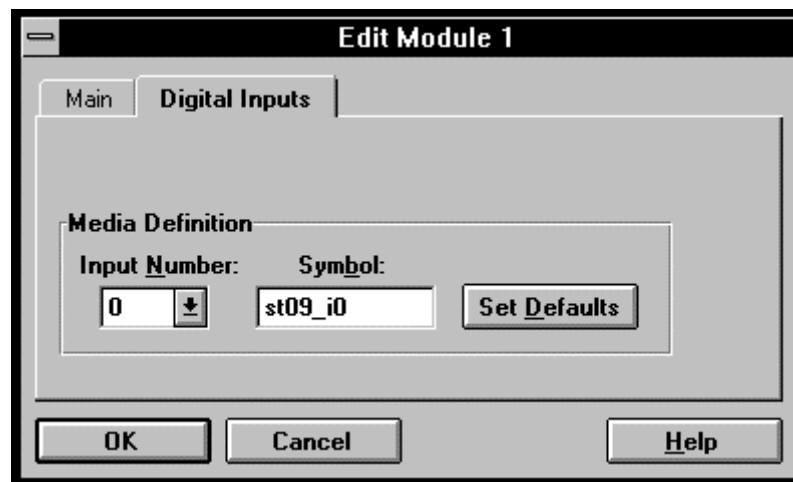 Edit Module 1
Main Digital Inputs
Media Definition
Input Number: Symbol:
0 st09_i0 Set Defaults
OK Cancel Help